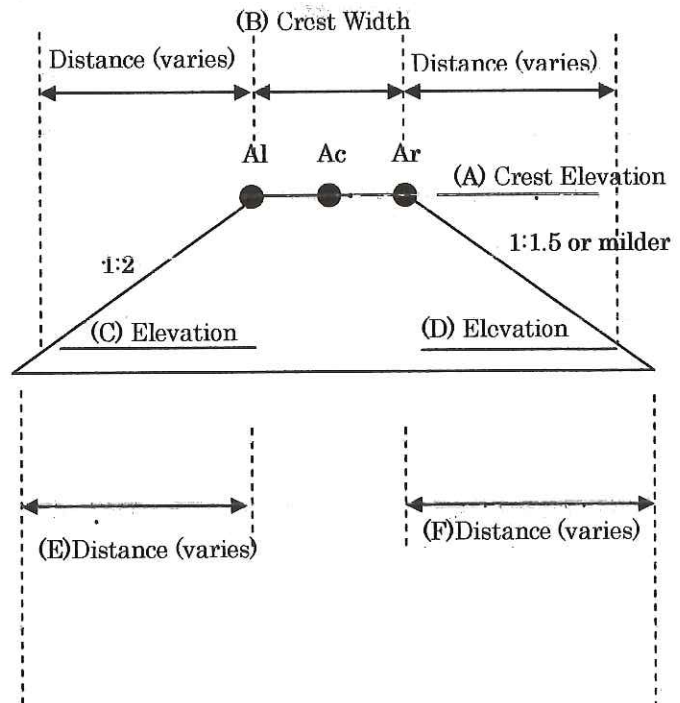 (B) Crest Width
Distance (varies)
Distance (varies)
Al Ac Ar
(A) Crest Elevation
1:2
1:1.5 or milder
(C) Elevation
(D) Elevation
(E)Distance (varies)
(F)Distance (varies)